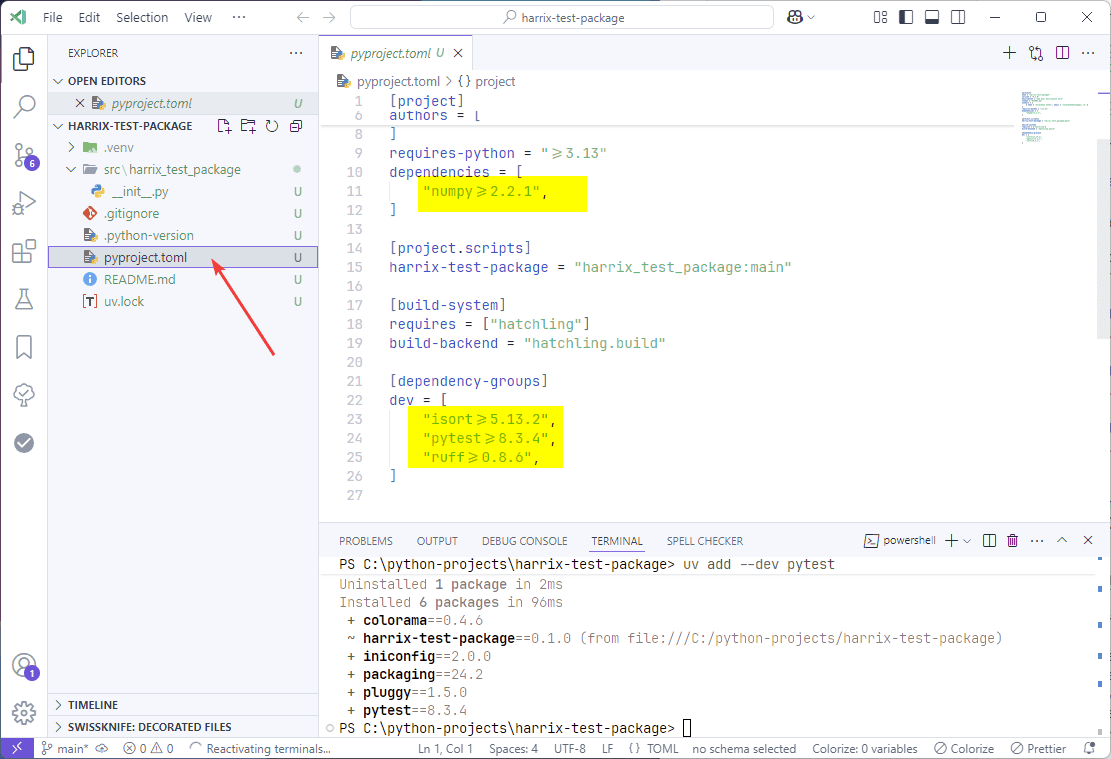 File Edit Selection View ··· harrix-test-package
EXPLORER ···
OPEN EDITORS
pyproject.toml U
HARRIX-TEST-PACKAGE
.venv
src\harrix_test_package
__init__.py U
.gitignore U
.python-version U
pyproject.toml U
README.md U
uv.lock U
TIMELINE
SWISSKNIFE: DECORATED FILES
6
1
pyproject.toml U
pyproject.toml > {} project
1 [project]
6 authors = [
8 ]
9 requires-python = "≥3.13"
10 dependencies = [
11 "numpy≥2.2.1",
12 ]
13
14 [project.scripts]
15 harrix-test-package = "harrix_test_package:main"
16
17 [build-system]
18 requires = ["hatchling"]
19 build-backend = "hatchling.build"
20
21 [dependency-groups]
22 dev = [
23 "isort≥5.13.2",
24 "pytest≥8.3.4",
25 "ruff≥0.8.6",
26 ]
27
PROBLEMS OUTPUT DEBUG CONSOLE TERMINAL SPELL CHECKER powershell
PS C:\python-projects\harrix-test-package> uv add --dev pytest
Uninstalled 1 package in 2ms
Installed 6 packages in 96ms
+ colorama==0.4.6
~ harrix-test-package==0.1.0 (from file:///C:/python-projects/harrix-test-package)
+ iniconfig==2.0.0
+ packaging==24.2
+ pluggy==1.5.0
+ pytest==8.3.4
PS C:\python-projects\harrix-test-package>
main* 0 0 Reactivating terminals... Ln 1, Col 1 Spaces: 4 UTF-8 LF {} TOML no schema selected Colorize: 0 variables Colorize Prettier